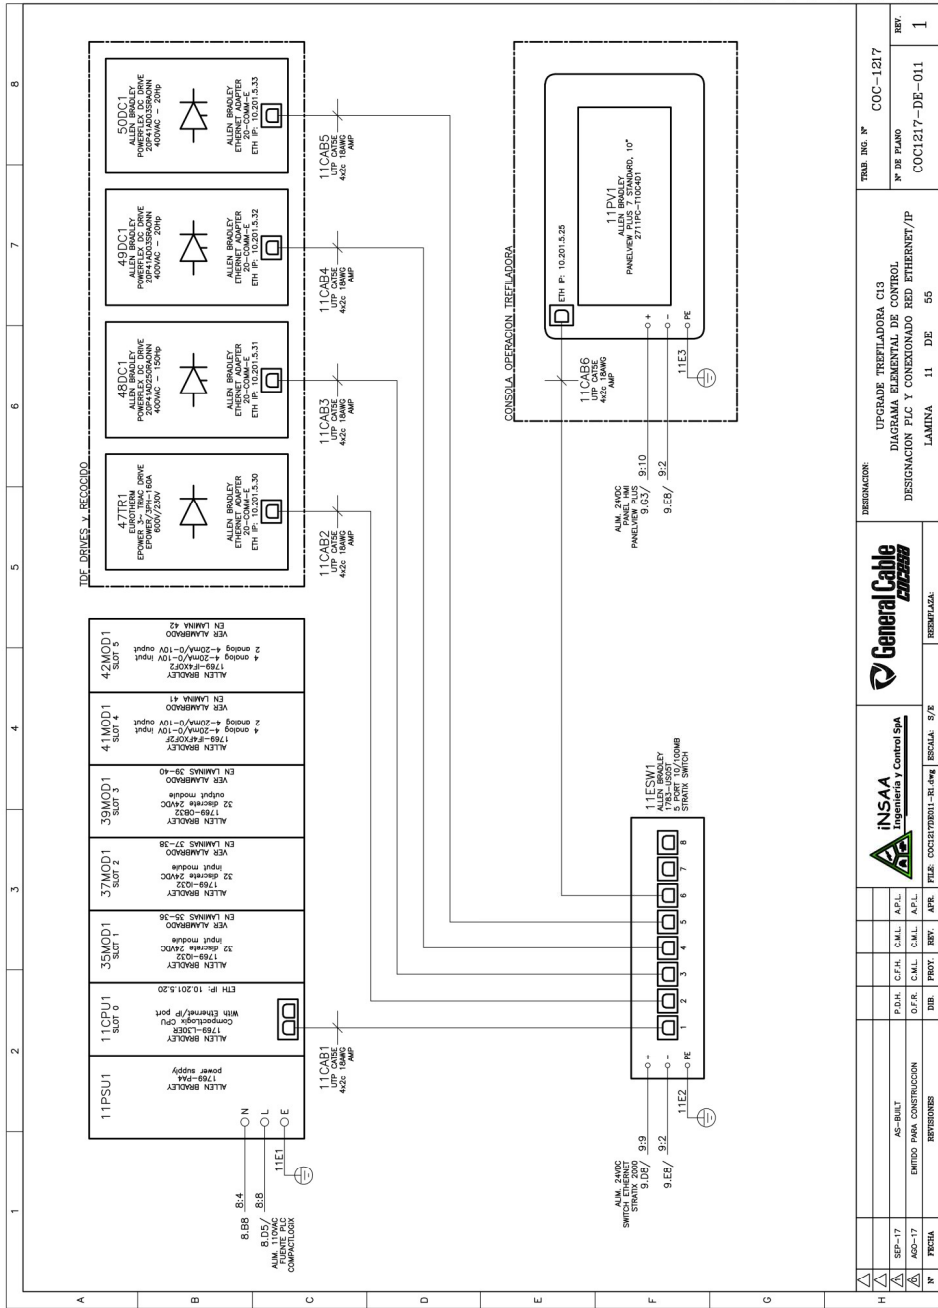 1
2
3
4
5
6
7
8
A
B
C
D
E
F
G
H
11PSU1
ALLEN BRADLEY
1769-PA4
power supply
N
L
E
11E1
8.B8
8:4
8.D5/
8:8
ALIM. 110VAC
FUENTE PLC
COMPACTLOGIX
11CPU1
SLOT 0
ALLEN BRADLEY
1769-L30ER
CompactLogix CPU
With Ethernet/IP port
ETH IP: 10.201.5.20
35MOD1
SLOT 1
ALLEN BRADLEY
1769-IQ32
32 discrete 24VDC
input module
VER ALAMBRADO
EN LAMINAS 35-36
37MOD1
SLOT 2
ALLEN BRADLEY
1769-IQ32
32 discrete 24VDC
input module
VER ALAMBRADO
EN LAMINAS 37-38
39MOD1
SLOT 3
ALLEN BRADLEY
1769-OB32
32 discrete 24VDC
output module
VER ALAMBRADO
EN LAMINAS 39-40
41MOD1
SLOT 4
ALLEN BRADLEY
1769-IF4FXOF2F
4 analog 4-20mA/0-10V input
2 analog 4-20mA/0-10V ouput
VER ALAMBRADO
EN LAMINA 41
42MOD1
SLOT 5
ALLEN BRADLEY
1769-IF4XOF2
4 analog 4-20mA/0-10V input
2 analog 4-20mA/0-10V ouput
VER ALAMBRADO
EN LAMINA 42
TDF DRIVES y RECOCIDO
47TR1
EUROTHERM
EPOWER 3~ TRIAC DRIVE
EPOWER/3PH-160A
600V/230V
ALLEN BRADLEY
ETHERNET ADAPTER
20-COMM-E
ETH IP: 10.201.5.30
48DC1
ALLEN BRADLEY
POWERFLEX DC DRIVE
20P41AD250RA0NN
400VAC - 150Hp
ALLEN BRADLEY
ETHERNET ADAPTER
20-COMM-E
ETH IP: 10.201.5.31
49DC1
ALLEN BRADLEY
POWERFLEX DC DRIVE
20P41AD035RA0NN
400VAC - 20Hp
ALLEN BRADLEY
ETHERNET ADAPTER
20-COMM-E
ETH IP: 10.201.5.32
50DC1
ALLEN BRADLEY
POWERFLEX DC DRIVE
20P41AD035RA0NN
400VAC - 20Hp
ALLEN BRADLEY
ETHERNET ADAPTER
20-COMM-E
ETH IP: 10.201.5.33
11CAB1
UTP CAT5E
4x2c 18AWG
AMP
11CAB2
UTP CAT5E
4x2c 18AWG
AMP
11CAB3
UTP CAT5E
4x2c 18AWG
AMP
11CAB4
UTP CAT5E
4x2c 18AWG
AMP
11CAB5
UTP CAT5E
4x2c 18AWG
AMP
CONSOLA OPERACION TREFILADORA
ETH IP: 10.201.5.25
11CAB6
UTP CAT5E
4x2c 18AWG
AMP
11PV1
ALLEN BRADLEY
PANELVIEW PLUS 7 STANDARD, 10"
2711PC-T10C4D1
+
-
PE
11E3
ALIM. 24VDC
PANEL HMI
PANELVIEW PLUS
9.G3/
9:10
9.E8/
9:2
11ESW1
ALLEN BRADLEY
1783-US05T
5 PORT 10/100MB
STRATIX SWITCH
1
2
3
4
5
6
7
8
-
-
PE
11E2
ALIM. 24VDC
SWITCH ETHERNET
STRATIX 2000
9.D8/
9:9
9.E8/
9:2
SEP-17
AS-BUILT
P.D.H.
C.F.H.
C.M.L.
A.P.L.
AGO-17
EMITIDO PARA CONSTRUCCION
O.F.R.
C.M.L.
C.M.L.
A.P.L.
Nº
FECHA
REVISIONES
DIB.
PROY.
REV.
APR.
iNSAA
Ingeniería y Control SpA
FILE: COC1217DE011-R1.dwg
ESCALA: S/E
General Cable
cocesa
REEMPLAZA:
DESIGNACION:
UPGRADE TREFILADORA C13
DIAGRAMA ELEMENTAL DE CONTROL
DESIGNACION PLC Y CONEXIONADO RED ETHERNET/IP
LAMINA 11 DE 55
TRAB. ING. Nº
COC-1217
Nº DE PLANO
COC1217-DE-011
REV.
1